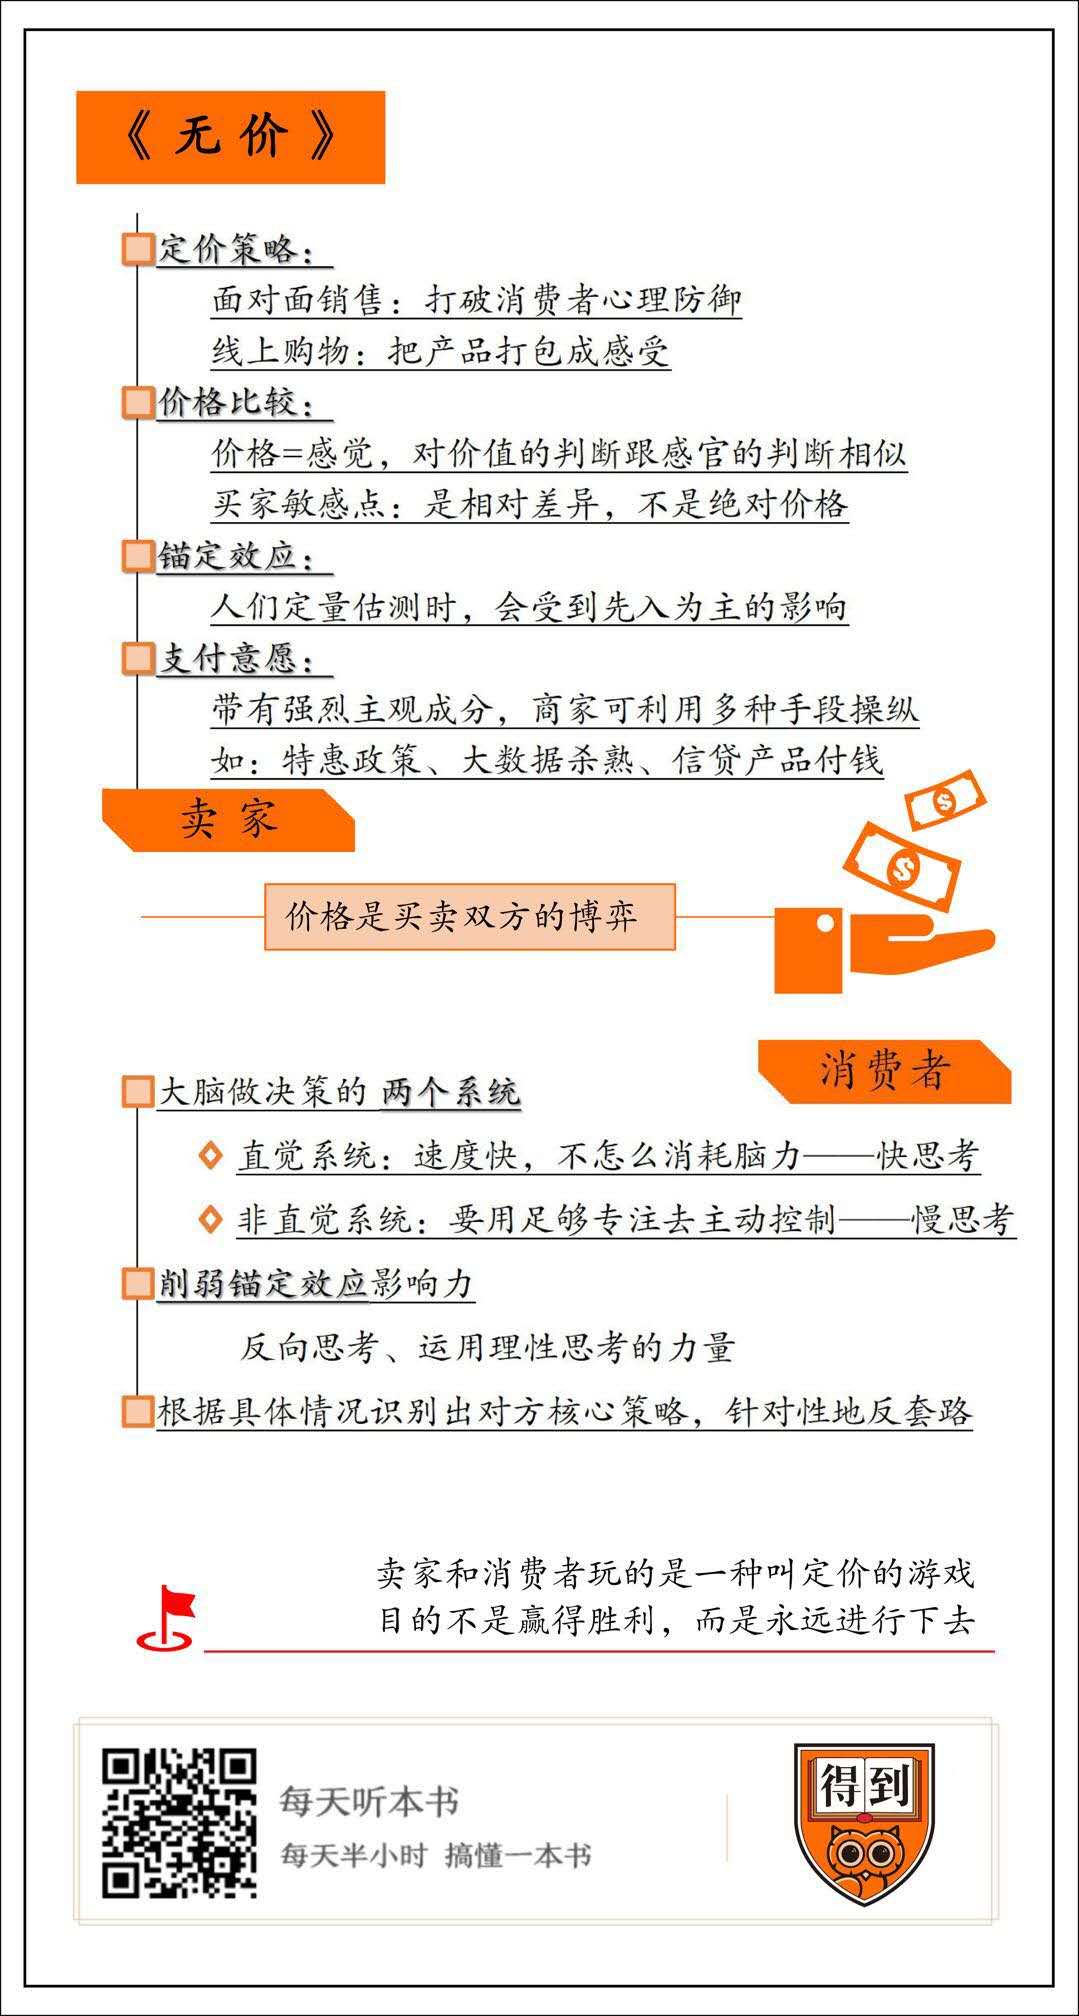 《无价》
定价策略：
面对面销售：打破消费者心理防御
线上购物：把产品打包成感受
价格比较：
价格=感觉，对价值的判断跟感官的判断相似
买家敏感点：是相对差异，不是绝对价格
锚定效应：
人们定量估测时，会受到先入为主的影响
支付意愿：
带有强烈主观成分，商家可利用多种手段操纵
如：特惠政策、大数据杀熟、信贷产品付钱
卖家
价格是买卖双方的博弈
消费者
大脑做决策的 两个系统
直觉系统：速度快，不怎么消耗脑力——快思考
非直觉系统：要用足够专注去主动控制——慢思考
削弱锚定效应影响力
反向思考、运用理性思考的力量
根据具体情况识别出对方核心策略，针对性地反套路
卖家和消费者玩的是一种叫定价的游戏
目的不是赢得胜利，而是永远进行下去
每天听本书
每天半小时 搞懂一本书
得到